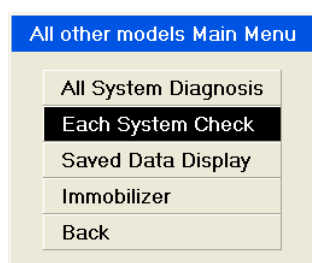 All other models Main Menu
All System Diagnosis
Each System Check
Saved Data Display
Immobilizer
Back